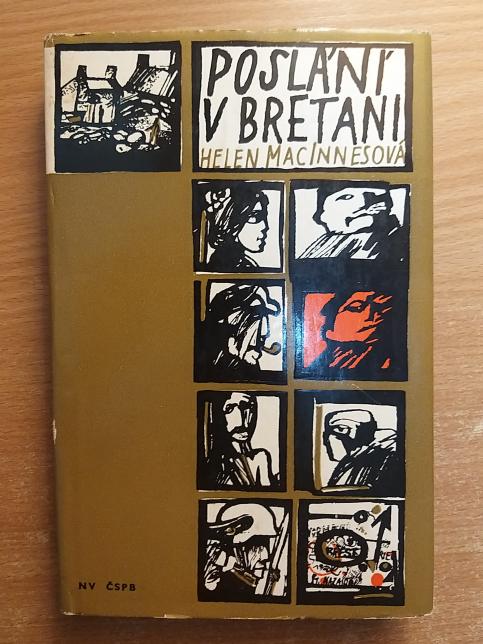 POSLÁNÍ
V BRETANI
HELEN MACINNESOVÁ
NV ČSPB